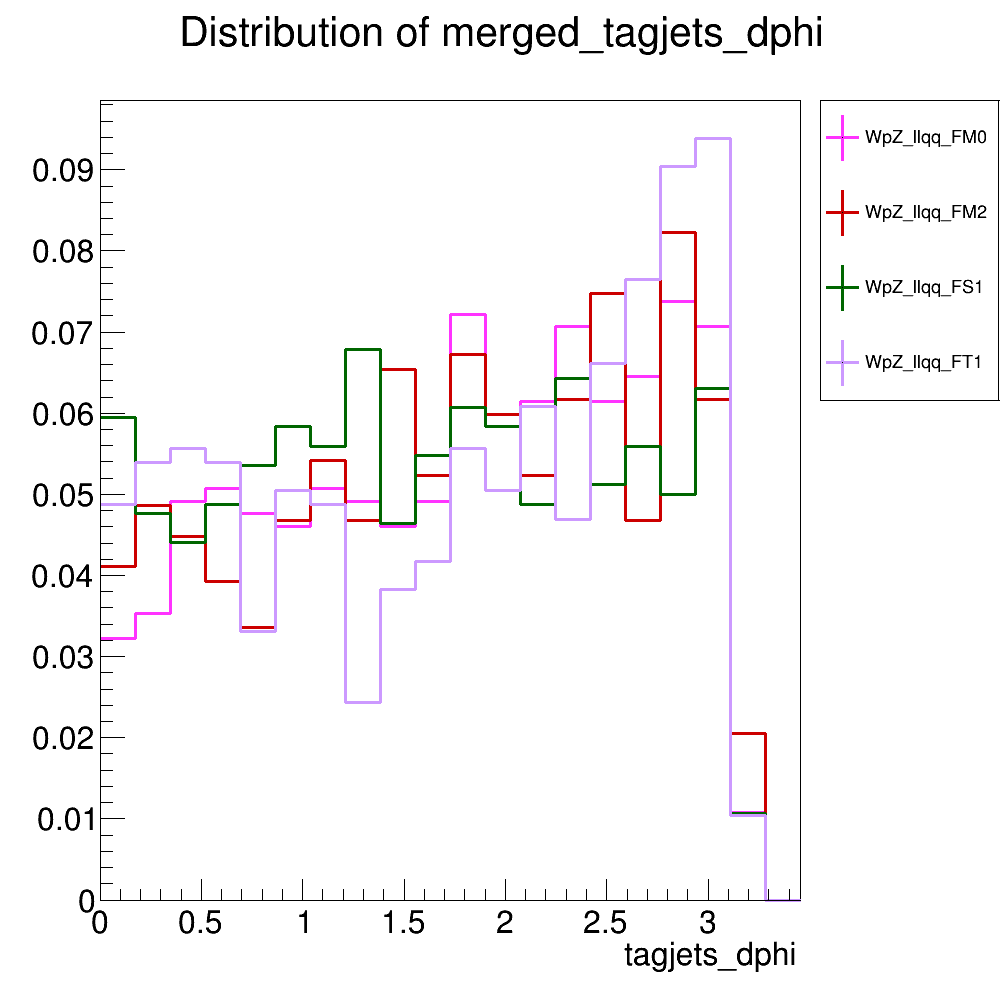 Distribution of merged_tagjets_dphi
WpZ_llqq_FM0
WpZ_llqq_FM2
WpZ_llqq_FS1
WpZ_llqq_FT1
0.09
0.08
0.07
0.06
0.05
0.04
0.03
0.02
0.01
0
0 0.5 1 1.5 2 2.5 3
tagjets_dphi